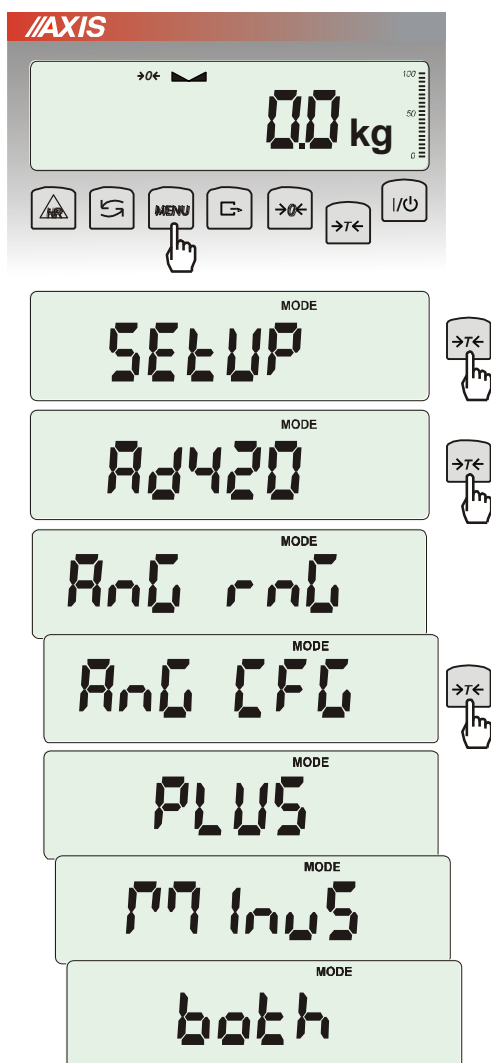 //AXIS
→0←
100
50
0
0.0 kg
HR MENU →0← →T← I/⏻
MODE
SEtUP
→T←
MODE
Ad420
→T←
MODE
AnG rnG
MODE
AnG CFG
→T←
MODE
PLUS
MODE
MInuS
MODE
both